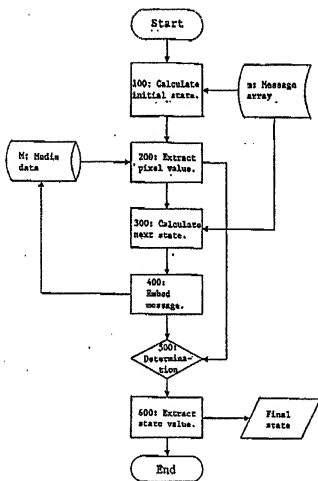 Start
100: Calculate
initial state.
m: Message
array
M: Media
data
200: Extract
pixel value.
300: Calculate
next state.
400:
Embed
message.
500:
Determina-
tion
600: Extract
state value.
Final
state
End